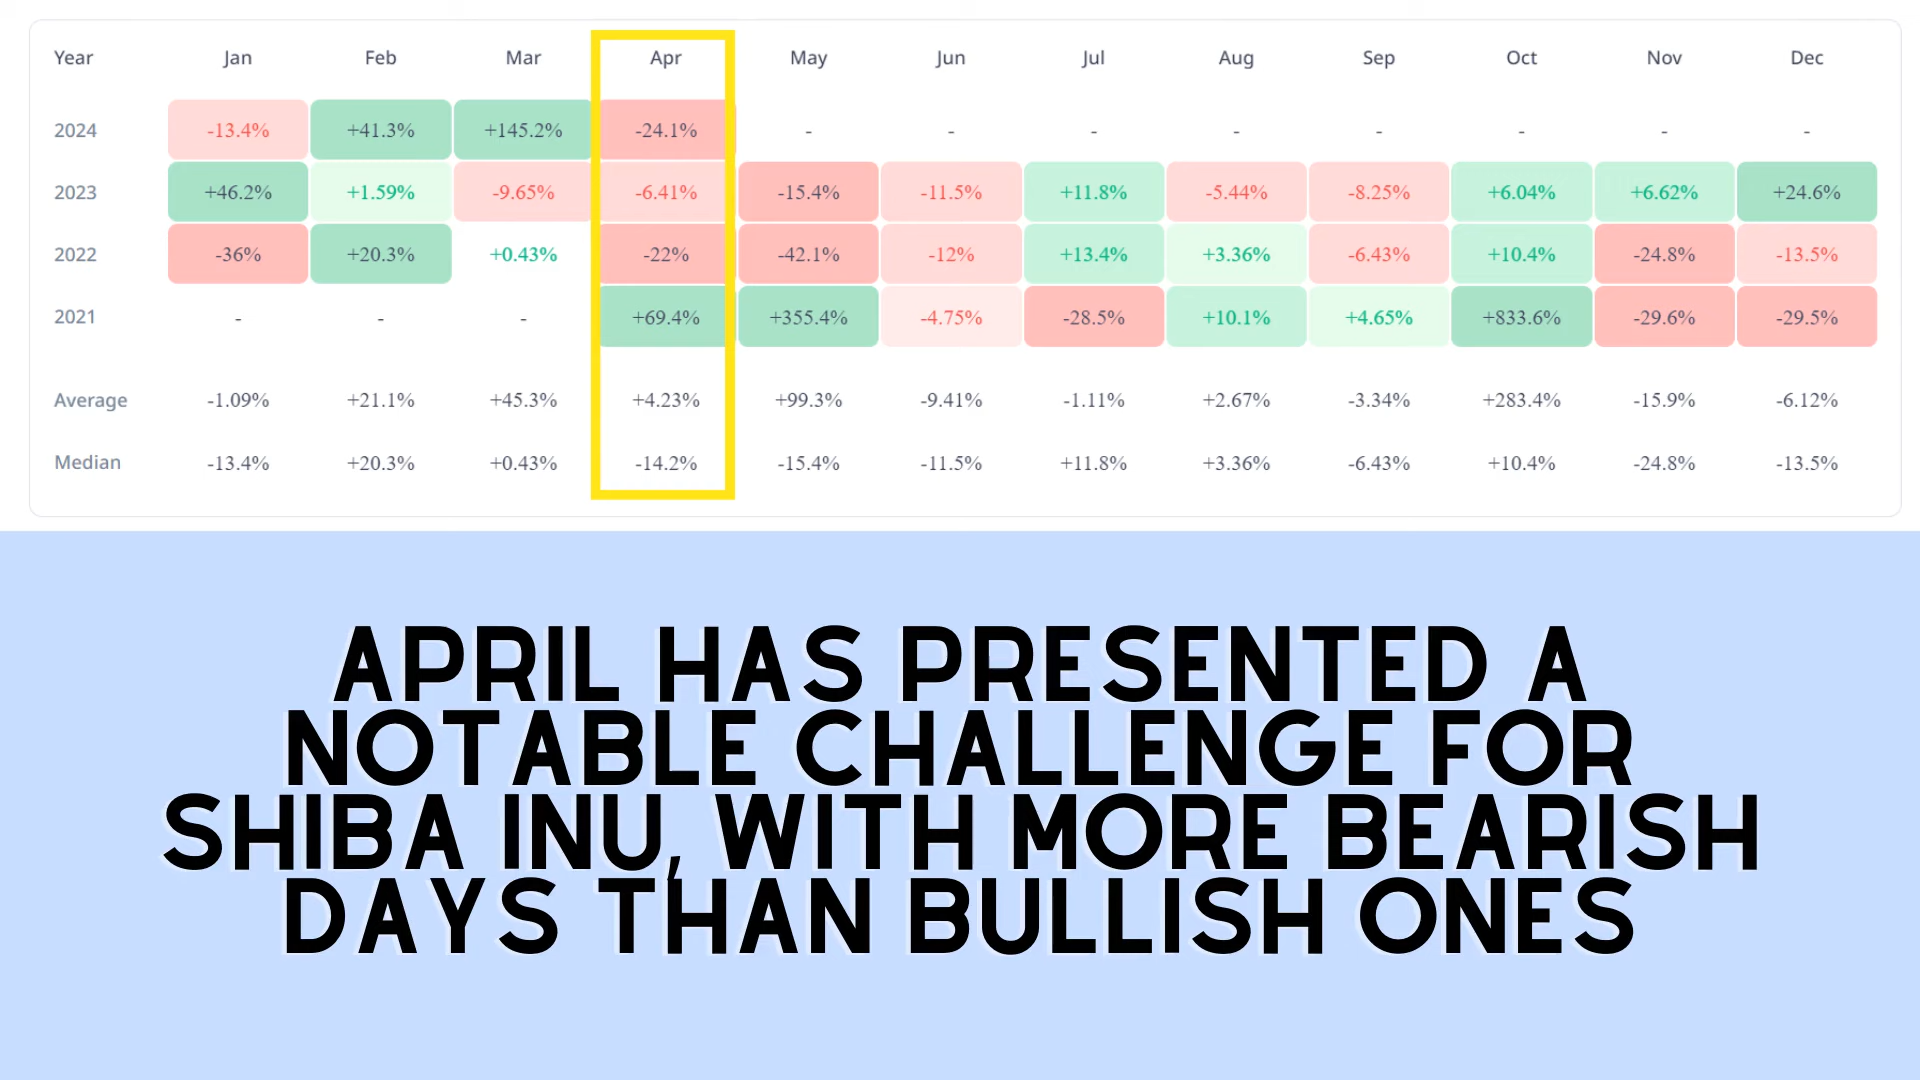 Year Jan Feb Mar Apr May Jun Jul Aug Sep Oct Nov Dec
2024 -13.4% +41.3% +145.2% -24.1% - - - - - - - -
2023 +46.2% +1.59% -9.65% -6.41% -15.4% -11.5% +11.8% -5.44% -8.25% +6.04% +6.62% +24.6%
2022 -36% +20.3% +0.43% -22% -42.1% -12% +13.4% +3.36% -6.43% +10.4% -24.8% -13.5%
2021 - - - +69.4% +355.4% -4.75% -28.5% +10.1% +4.65% +833.6% -29.6% -29.5%
Average -1.09% +21.1% +45.3% +4.23% +99.3% -9.41% -1.11% +2.67% -3.34% +283.4% -15.9% -6.12%
Median -13.4% +20.3% +0.43% -14.2% -15.4% -11.5% +11.8% +3.36% -6.43% +10.4% -24.8% -13.5%
APRIL HAS PRESENTED A
NOTABLE CHALLENGE FOR
SHIBA INU, WITH MORE BEARISH
DAYS THAN BULLISH ONES